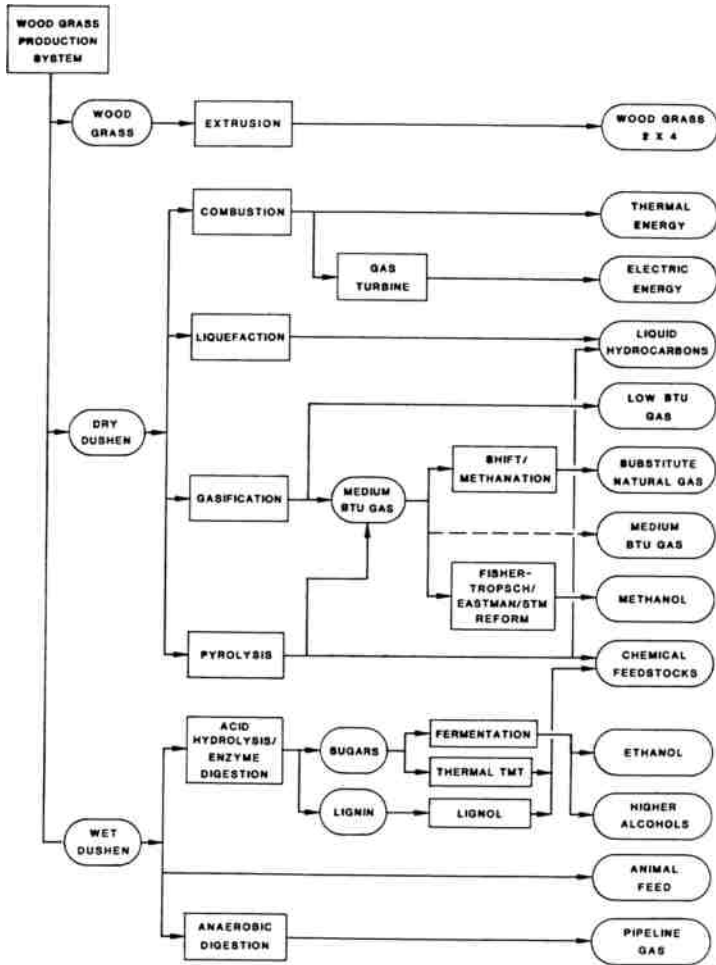 WOOD GRASS
PRODUCTION
SYSTEM
WOOD
GRASS
EXTRUSION
WOOD GRASS
2 X 4
COMBUSTION
THERMAL
ENERGY
GAS
TURBINE
ELECTRIC
ENERGY
LIQUEFACTION
LIQUID
HYDROCARBONS
LOW BTU
GAS
DRY
DUSHEN
SHIFT/
METHANATION
SUBSTITUTE
NATURAL GAS
GASIFICATION
MEDIUM
BTU GAS
MEDIUM
BTU GAS
FISHER-
TROPSCH/
EASTMAN/STM
REFORM
METHANOL
PYROLYSIS
CHEMICAL
FEEDSTOCKS
ACID
HYDROLYSIS/
ENZYME
DIGESTION
SUGARS
FERMENTATION
ETHANOL
THERMAL TMT
LIGNIN
LIGNOL
HIGHER
ALCOHOLS
WET
DUSHEN
ANIMAL
FEED
ANAEROBIC
DIGESTION
PIPELINE
GAS